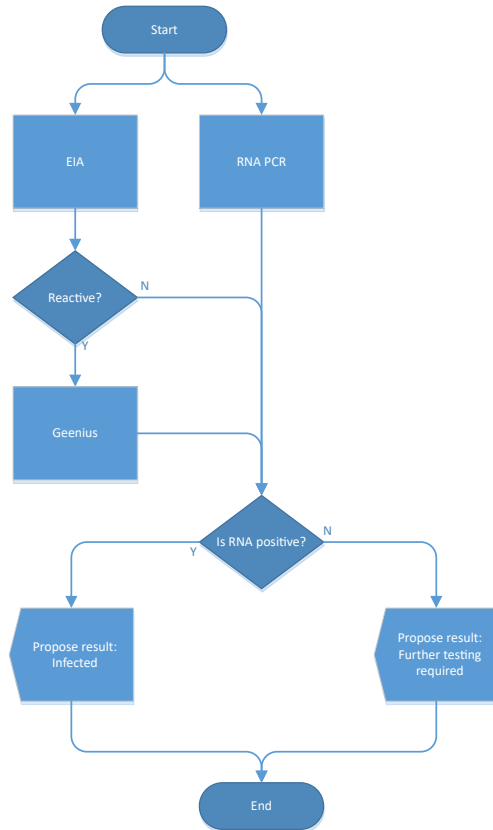 Start
EIA
RNA PCR
Reactive?
N
Y
Geenius
Is RNA positive?
Y
N
Propose result:
Infected
Propose result:
Further testing
required
End